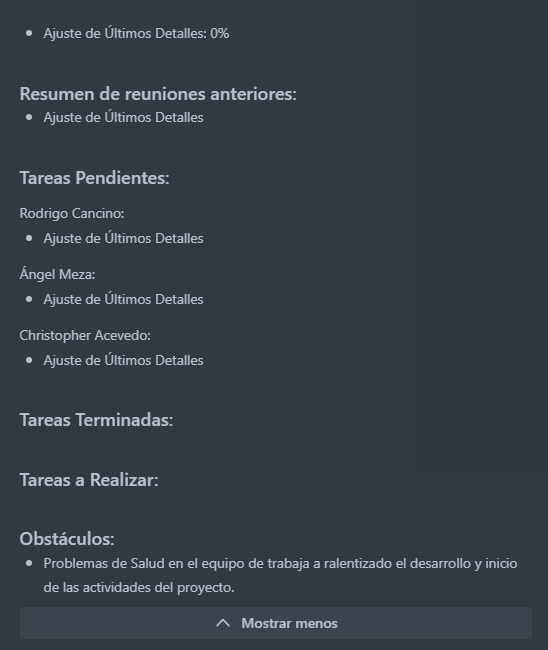 • Ajuste de Últimos Detalles: 0%
Resumen de reuniones anteriores:
• Ajuste de Últimos Detalles
Tareas Pendientes:
Rodrigo Cancino:
• Ajuste de Últimos Detalles
Ángel Meza:
• Ajuste de Últimos Detalles
Christopher Acevedo:
• Ajuste de Últimos Detalles
Tareas Terminadas:
Tareas a Realizar:
Obstáculos:
• Problemas de Salud en el equipo de trabaja a ralentizado el desarrollo y inicio
de las actividades del proyecto.
Mostrar menos